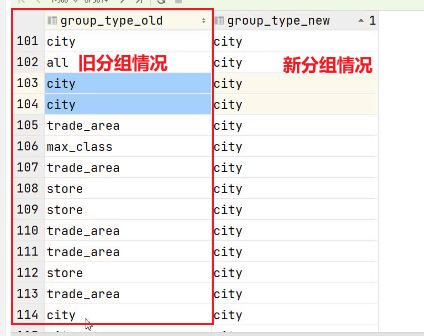 group_type_old group_type_new 1
101 city city
102 all 旧分组情况 city 新分组情况
103 city city
104 city city
105 trade_area city
106 max_class city
107 trade_area city
108 store city
109 store city
110 trade_area city
111 trade_area city
112 store city
113 trade_area city
114 city city